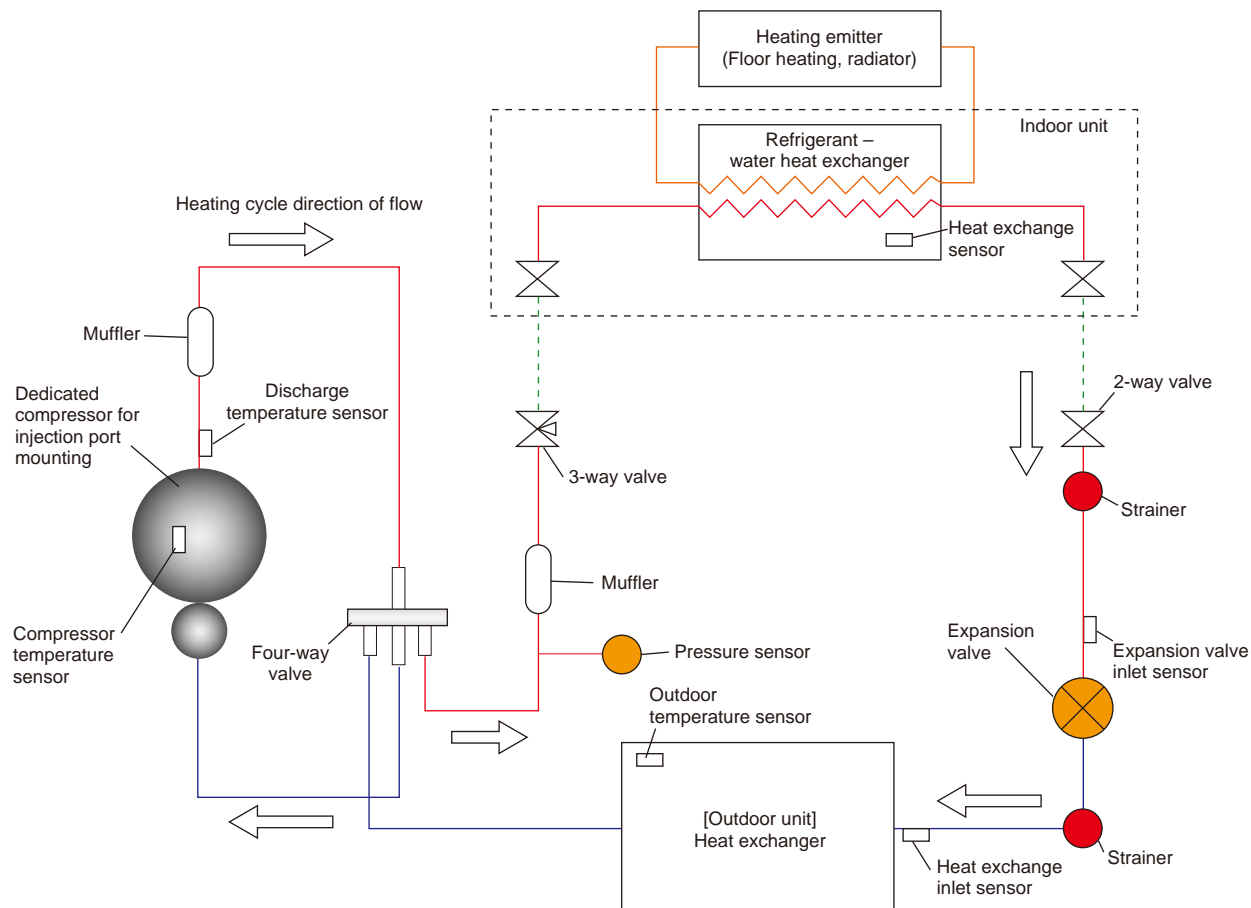 Heating emitter
(Floor heating, radiator)
Indoor unit
Refrigerant –
water heat exchanger
Heating cycle direction of flow
Heat exchange
sensor
Muffler
Dedicated
compressor for
injection port
mounting
Discharge
temperature sensor
2-way valve
3-way valve
Strainer
Muffler
Compressor
temperature
sensor
Four-way
valve
Pressure sensor
Expansion
valve
Expansion valve
inlet sensor
Outdoor
temperature sensor
[Outdoor unit]
Heat exchanger
Heat exchange
inlet sensor
Strainer